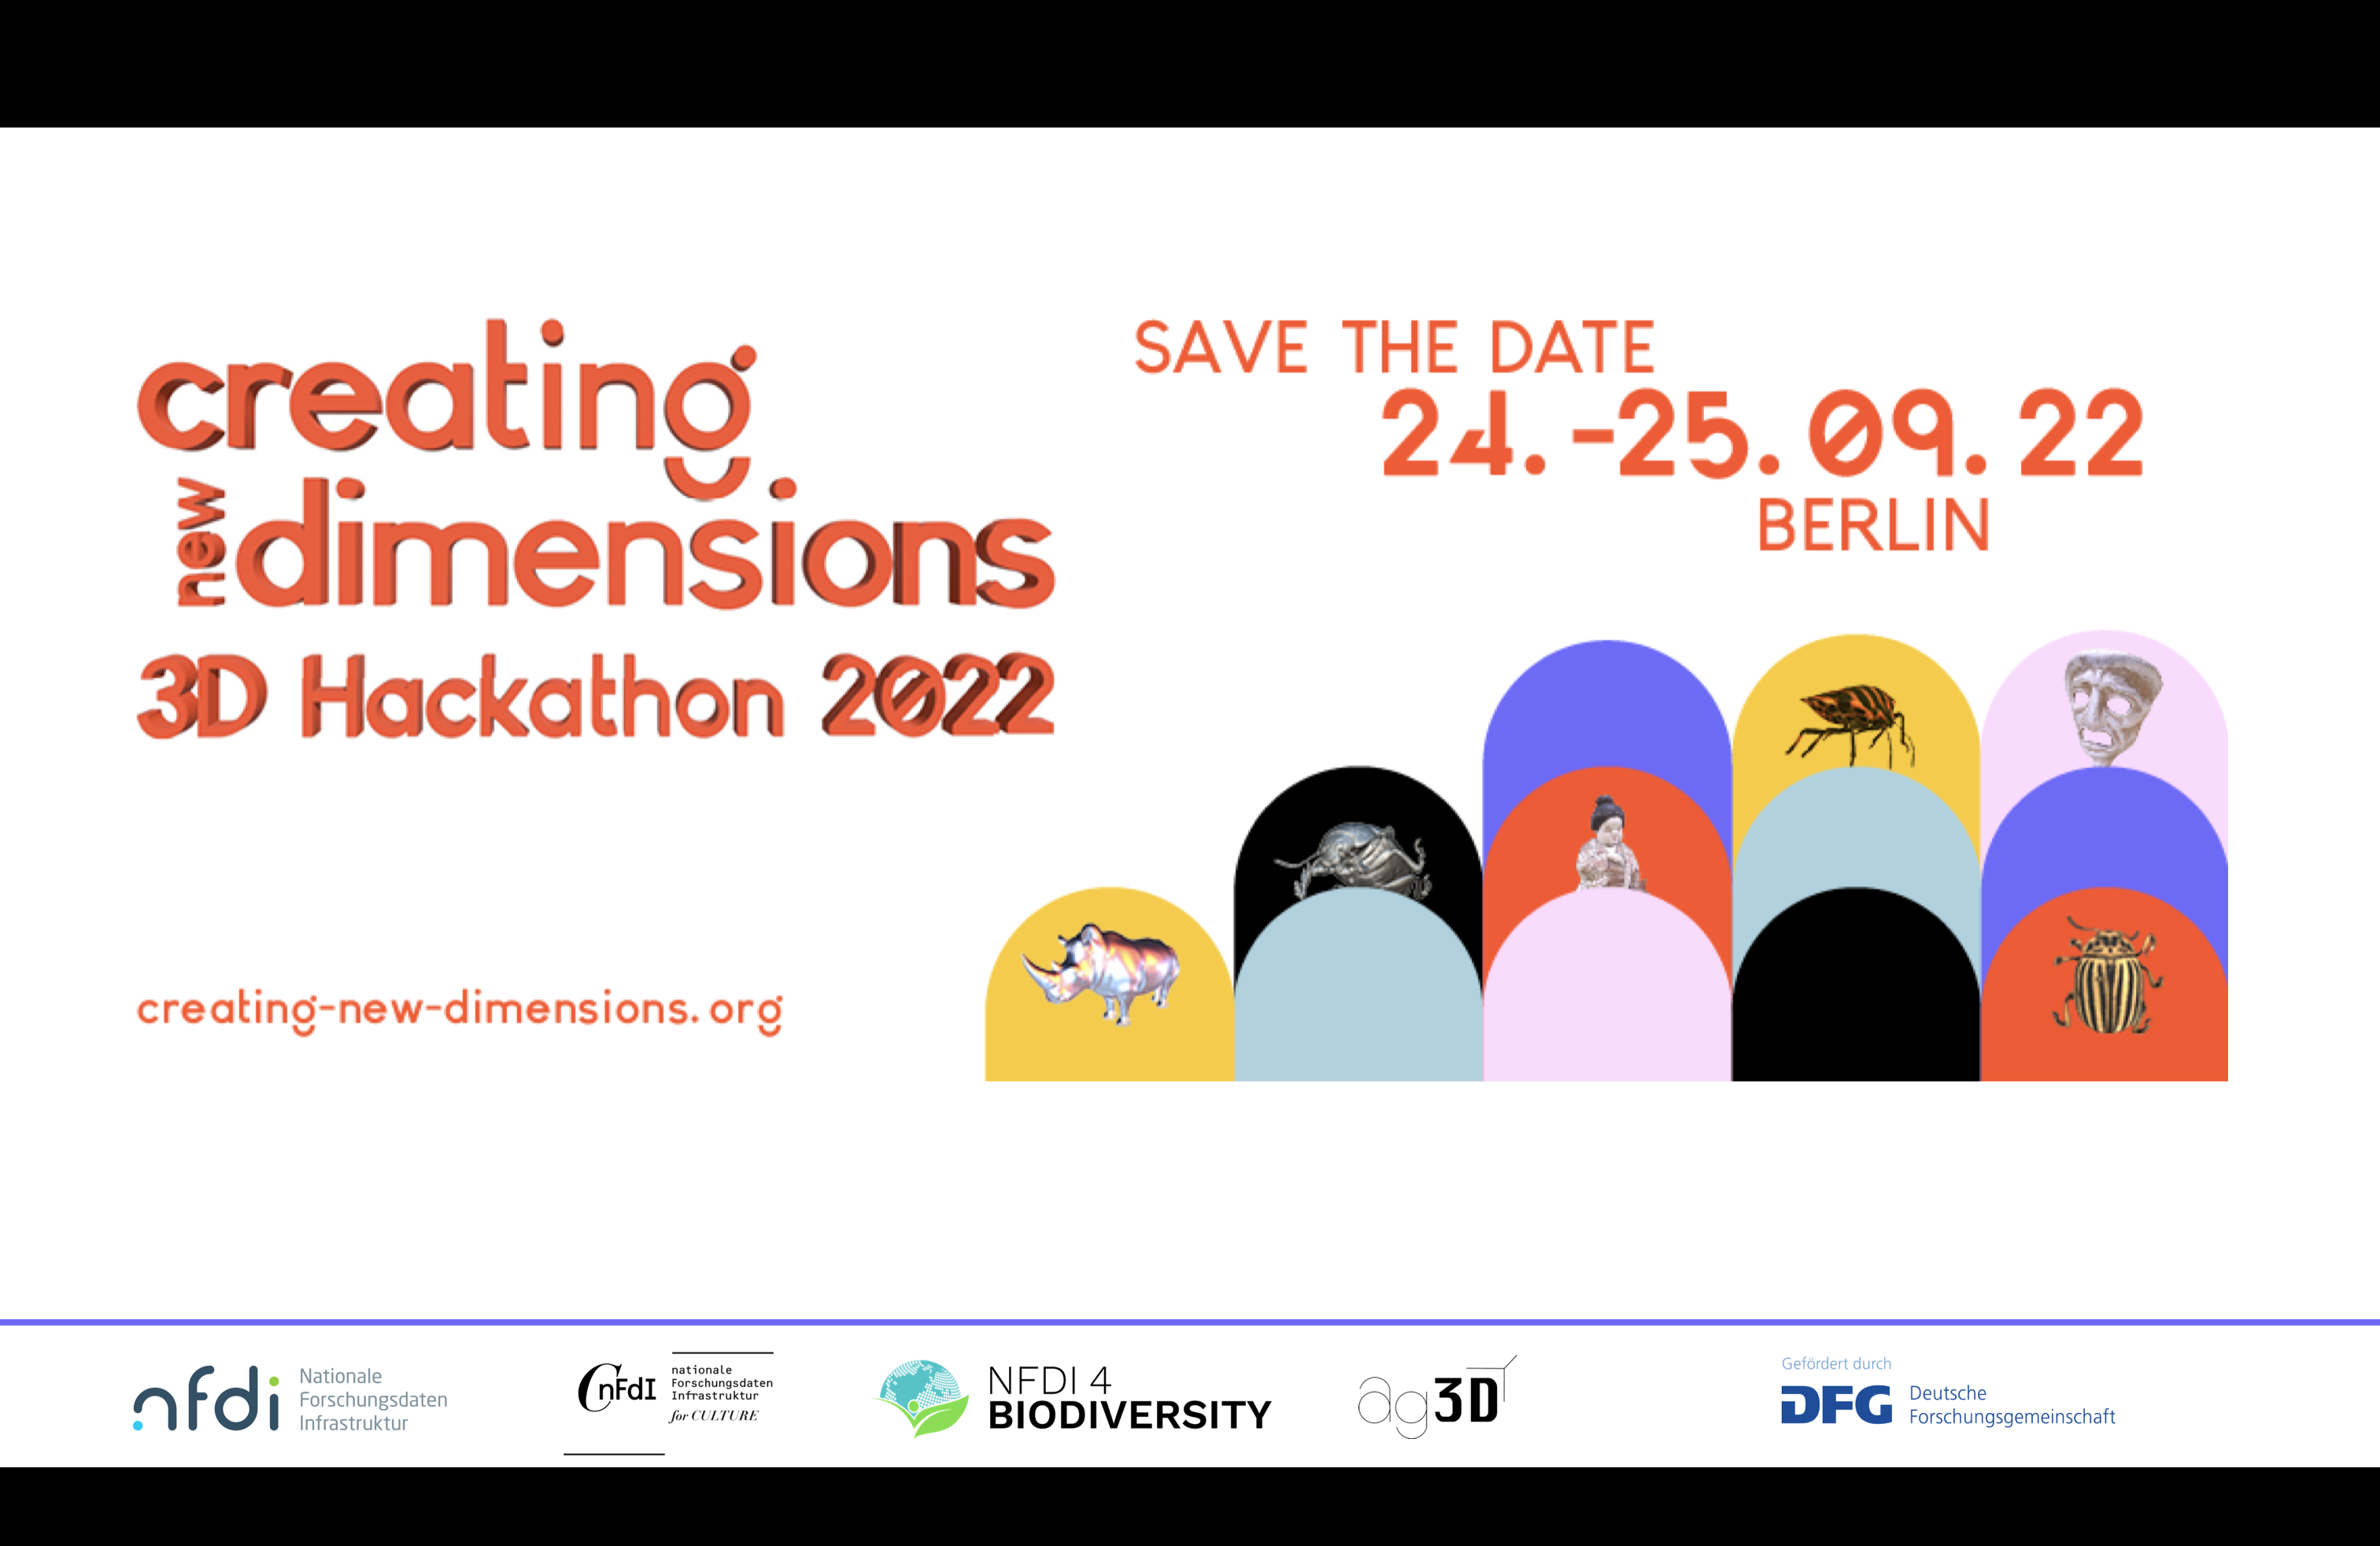 creating
new dimensions
3D Hackathon 2022
creating-new-dimensions.org
SAVE THE DATE
24.-25.09.22
BERLIN
nfdi
Nationale
Forschungsdaten
Infrastruktur
nFdI
nationale
Forschungsdaten
Infrastruktur
for CULTURE
NFDI 4
BIODIVERSITY
ag3D
Gefördert durch
DFG
Deutsche
Forschungsgemeinschaft